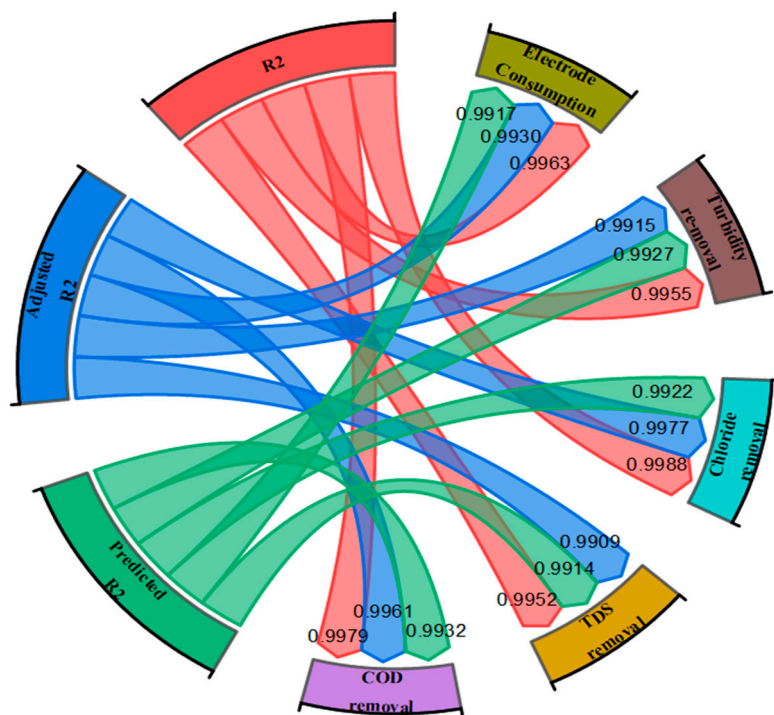 R2
Electrode
Consumption
0.9917
0.9930
0.9963
Turbidity
re-moval
0.9915
0.9927
0.9955
Adjusted
R2
Chloride
removal
0.9922
0.9977
0.9988
Predicted
R2
TDS
removal
0.9909
0.9914
0.9952
COD
removal
0.9979
0.9961
0.9932